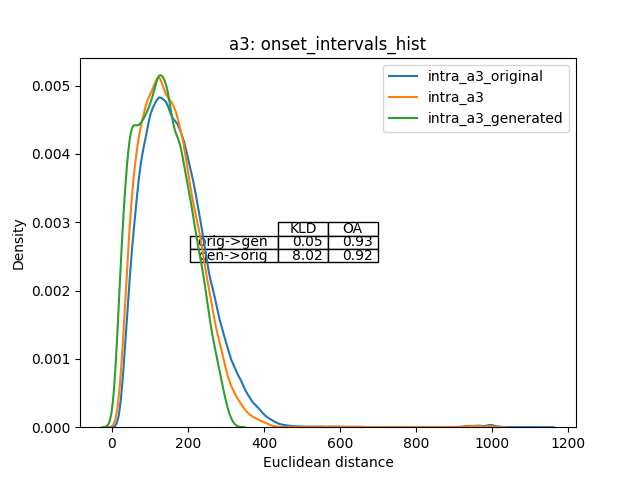 a3: onset_intervals_hist
intra_a3_original
intra_a3
intra_a3_generated
0.005
0.004
0.003
0.002
0.001
0.000
Density
KLD OA
orig->gen 0.05 0.93
gen->orig 8.02 0.92
0 200 400 600 800 1000 1200
Euclidean distance